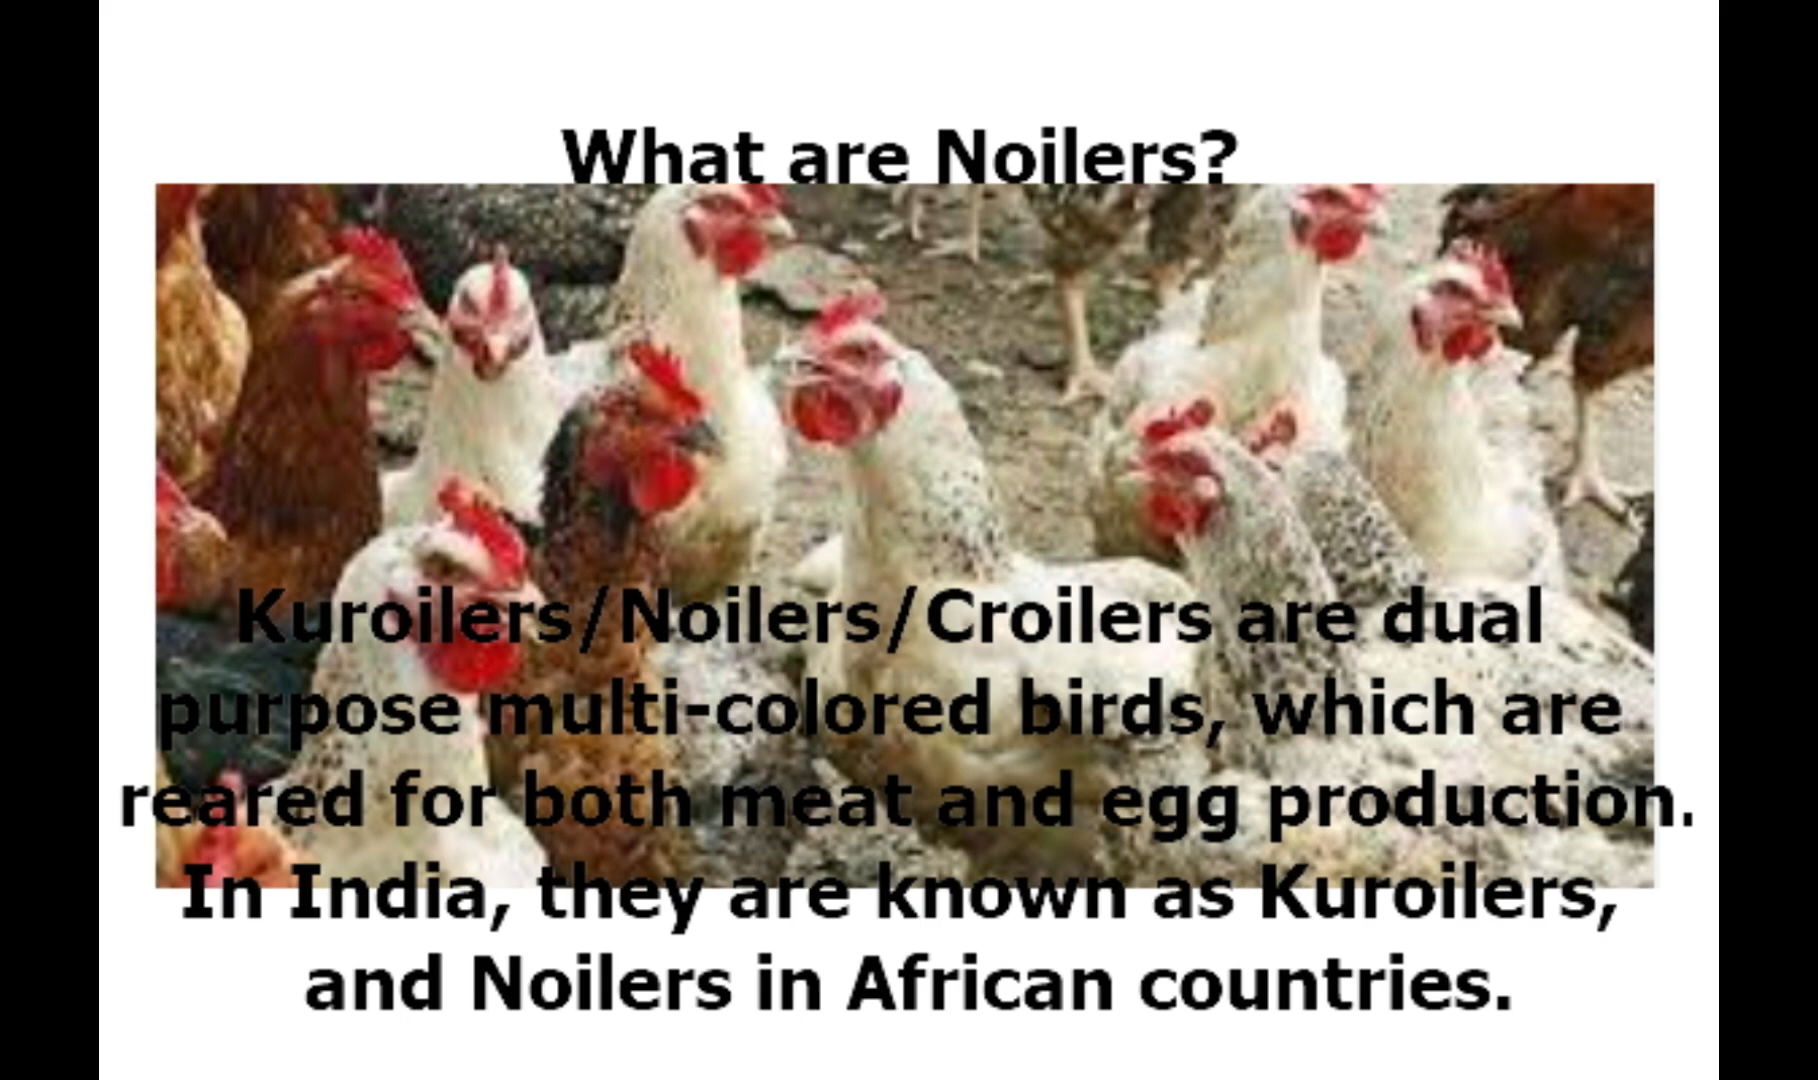 What are Noilers?
Kuroilers/Noilers/Croilers are dual
purpose multi-colored birds, which are
reared for both meat and egg production.
In India, they are known as Kuroilers,
and Noilers in African countries.